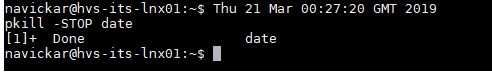 navickar@hvs-its-lnx01:~$ Thu 21 Mar 00:27:20 GMT 2019
pkill -STOP date
[1]+  Done                    date
navickar@hvs-its-lnx01:~$